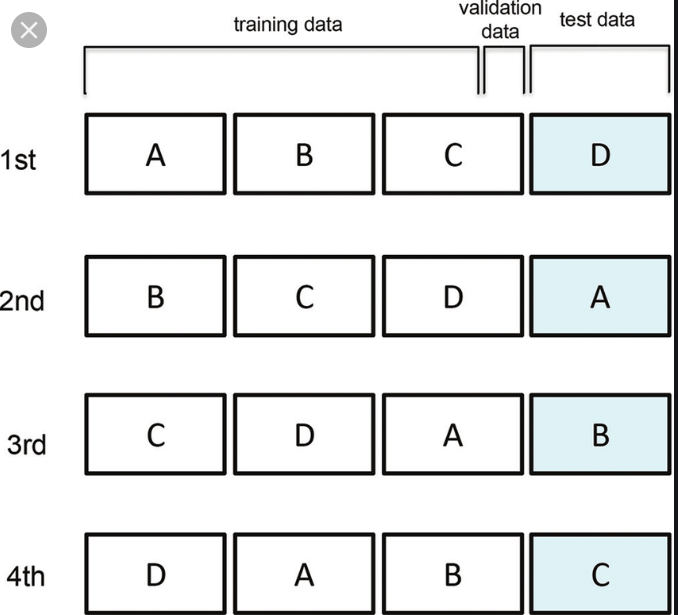 training data
validation
data
test data
1st A B C D
2nd B C D A
3rd C D A B
4th D A B C